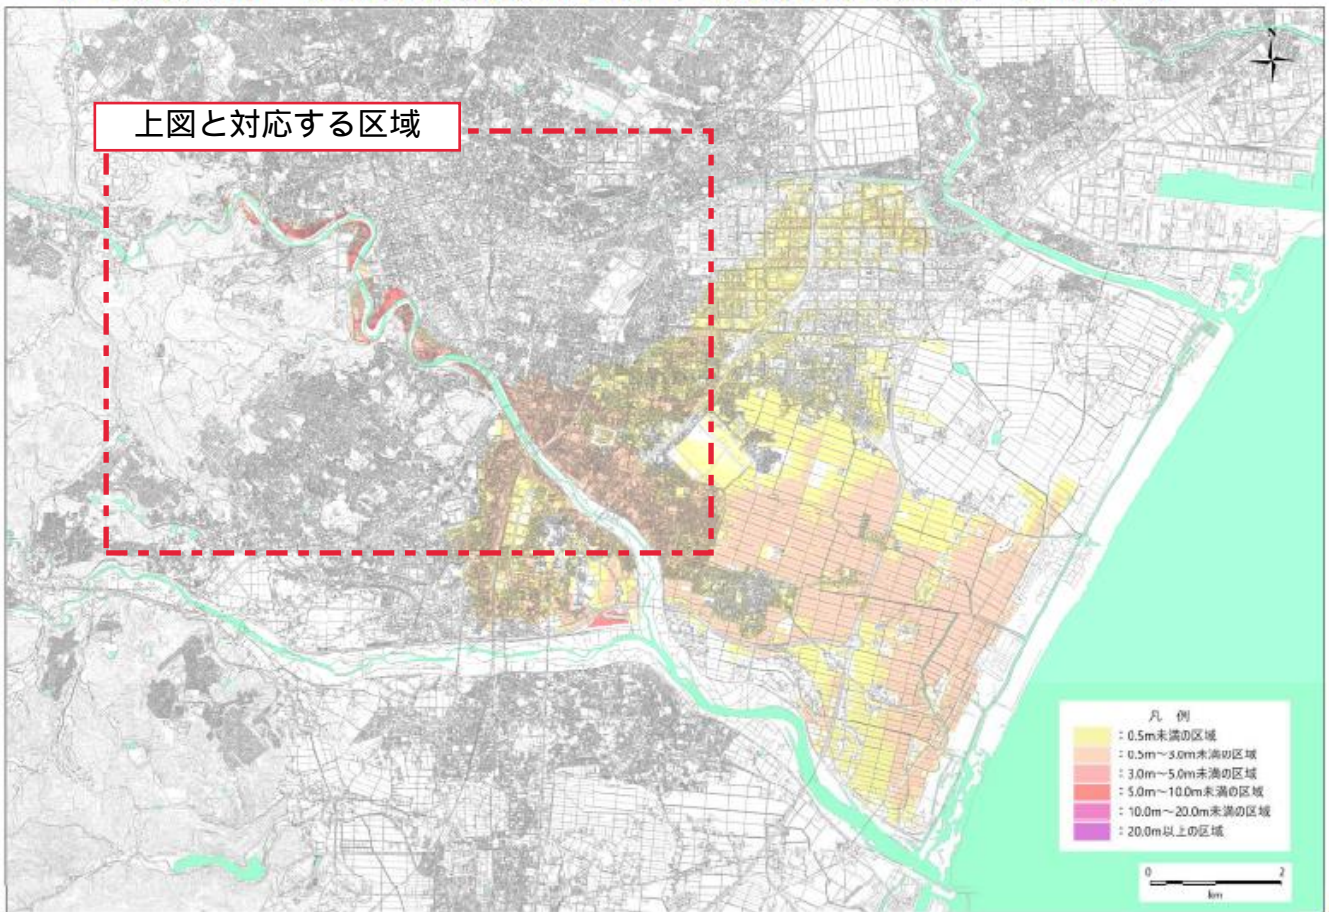 N
上図と対応する区域
凡 例
：0.5m未満の区域
：0.5m～3.0m未満の区域
：3.0m～5.0m未満の区域
：5.0m～10.0m未満の区域
：10.0m～20.0m未満の区域
：20.0m以上の区域
0 2
km